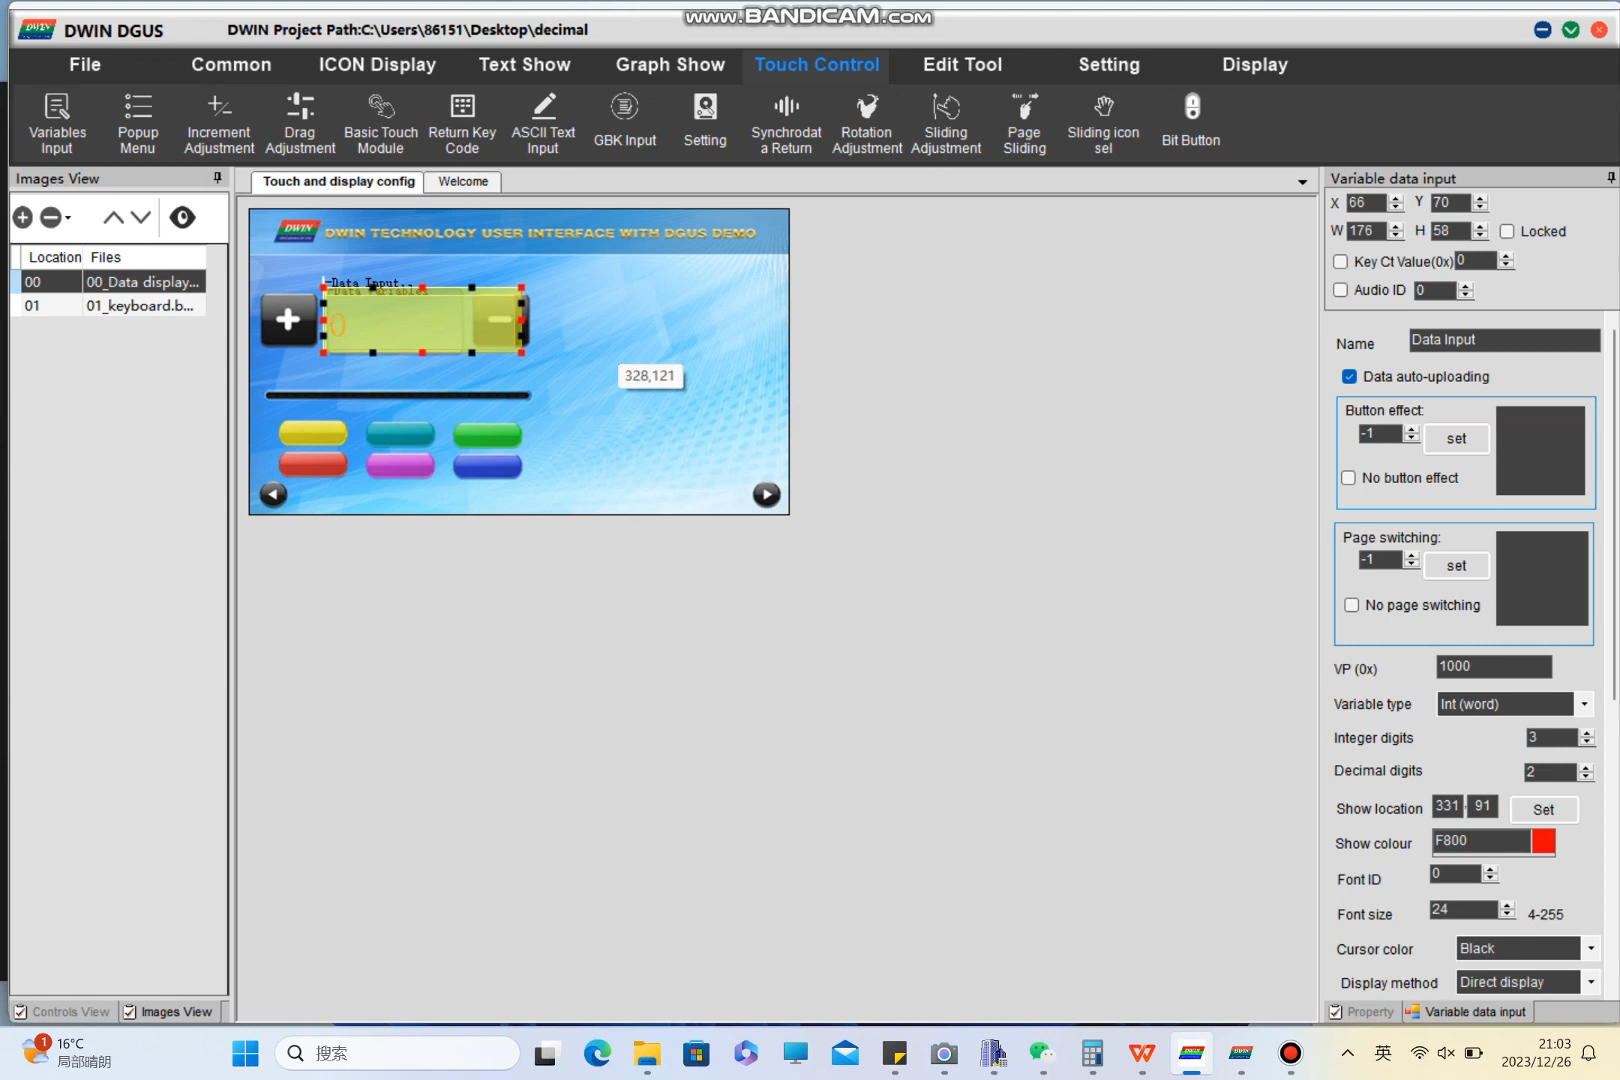 www.BANDICAM.com
DWIN DWIN DGUS DWIN Project Path:C:\Users\86151\Desktop\decimal
File Common ICON Display Text Show Graph Show Touch Control Edit Tool Setting Display
Variables Input
Popup Menu
Increment Adjustment
Drag Adjustment
Basic Touch Module
Return Key Code
ASCII Text Input
GBK Input
Setting
Synchrodat a Return
Rotation Adjustment
Sliding Adjustment
Page Sliding
Sliding icon sel
Bit Button
Images View
Touch and display config Welcome
Location Files
00 00_Data display...
01 01_keyboard.b...
DWIN DWIN TECHNOLOGY USER INTERFACE WITH DGUS DEMO
Data Input..
Data Variables
0
328,121
Controls View Images View
Variable data input
X 66 Y 70
W 176 H 58 Locked
Key Ct Value(0x) 0
Audio ID 0
Name Data Input
Data auto-uploading
Button effect:
-1 set
No button effect
Page switching:
-1 set
No page switching
VP (0x) 1000
Variable type Int (word)
Integer digits 3
Decimal digits 2
Show location 331 91 Set
Show colour F800
Font ID 0
Font size 24 4-255
Cursor color Black
Display method Direct display
Property Variable data input
1 16°C
局部晴朗
搜索
英
21:03
2023/12/26